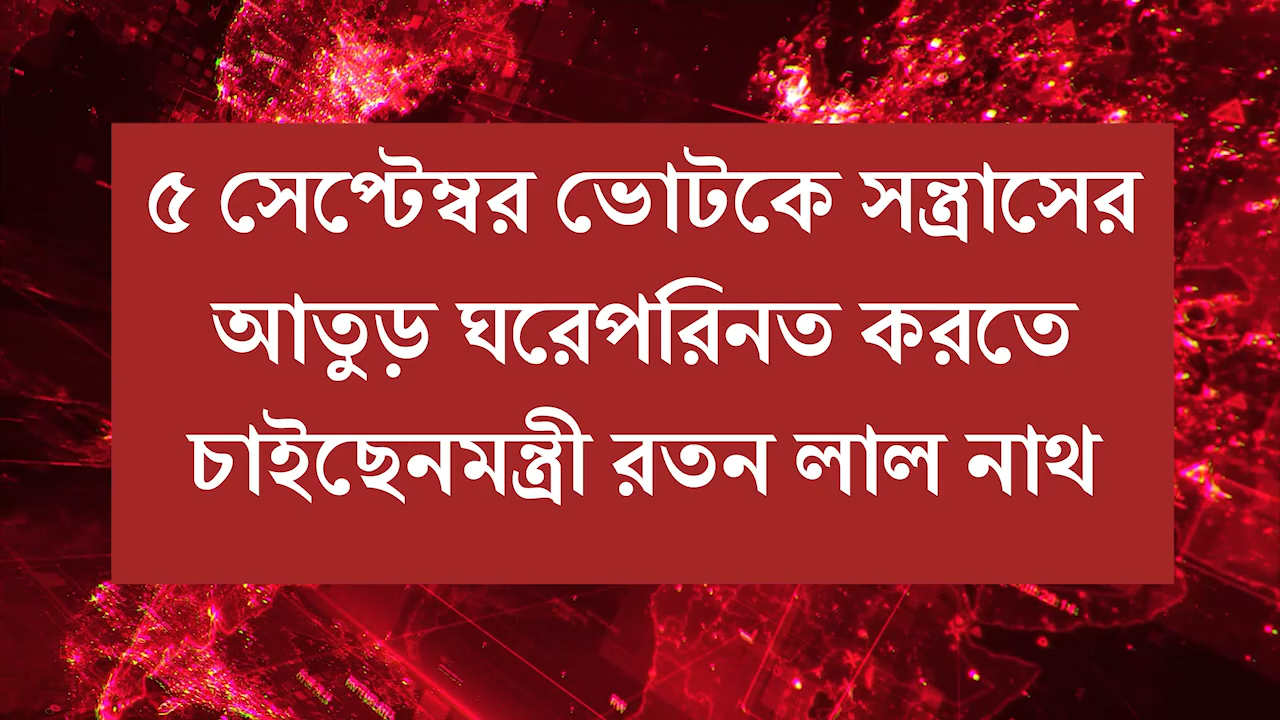 ৫ সেপ্টেম্বর ভোটকে সন্ত্রাসের
আতুড় ঘরেপরিনত করতে
চাইছেনমন্ত্রী রতন লাল নাথ